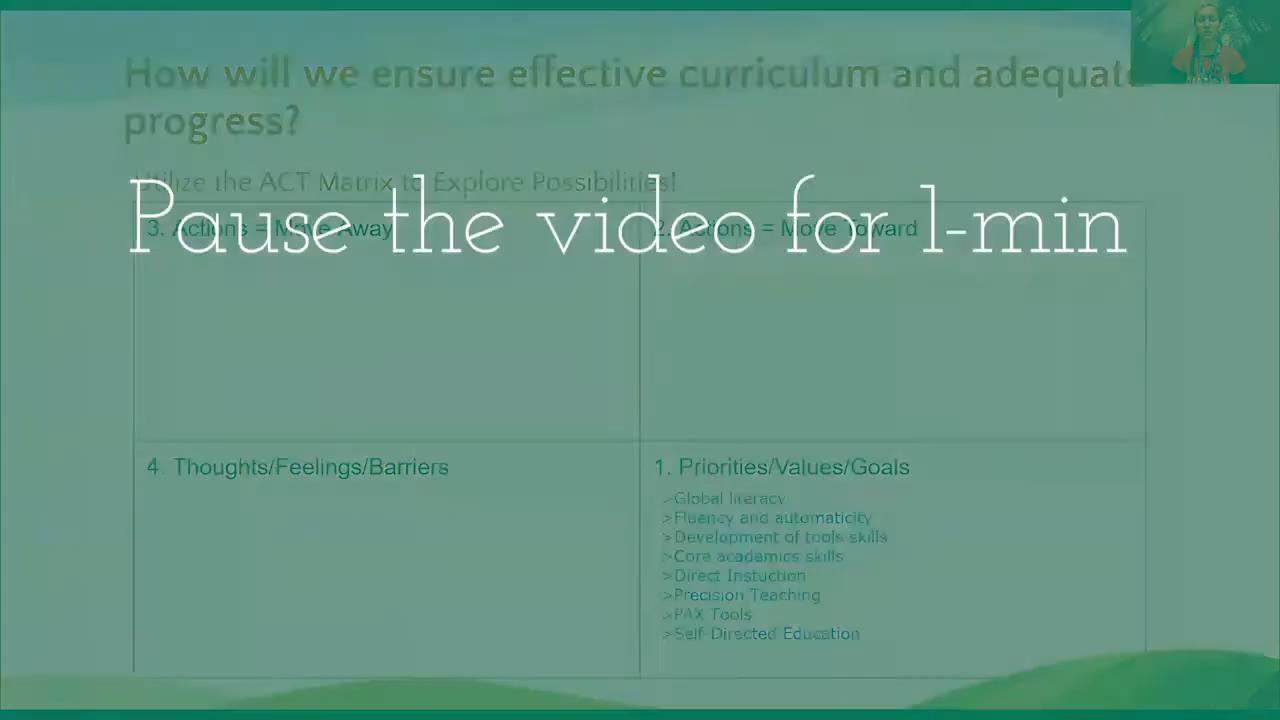 How will we ensure effective curriculum and adequate
progress?
Utilize the ACT Matrix to Explore Possibilities!
Pause the video for 1-min
3. Actions = Move Away
2. Actions = Move Toward
4. Thoughts/Feelings/Barriers
1. Priorities/Values/Goals
>Global literacy
>Fluency and automaticity
>Development of tools skills
>Core academics skills
>Direct Instuction
>Precision Teaching
>PAX Tools
>Self-Directed Education